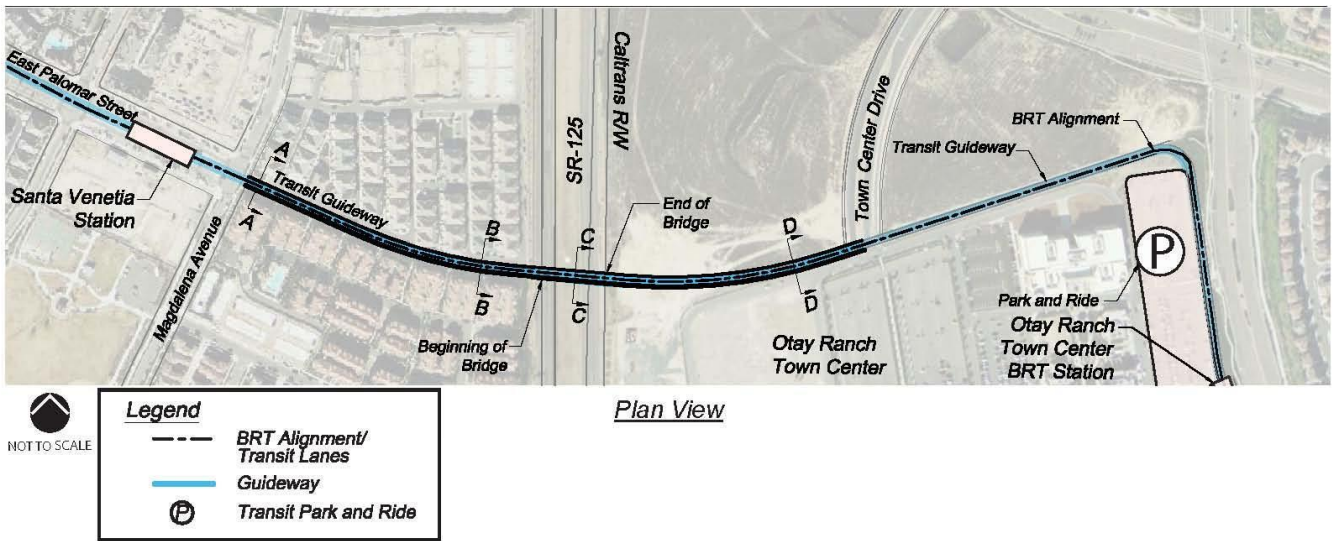 East Palomar Street
Santa Venetia
Station
Magdalena Avenue
A
A
Transit Guideway
B
B
Beginning of
Bridge
SR-125
Caltrans R/W
C
C
End of
Bridge
D
D
Town Center Drive
Otay Ranch
Town Center
Transit Guideway
BRT Alignment
P
Park and Ride
Otay Ranch
Town Center
BRT Station
NOT TO SCALE
Legend
BRT Alignment/
Transit Lanes
Guideway
P Transit Park and Ride
Plan View